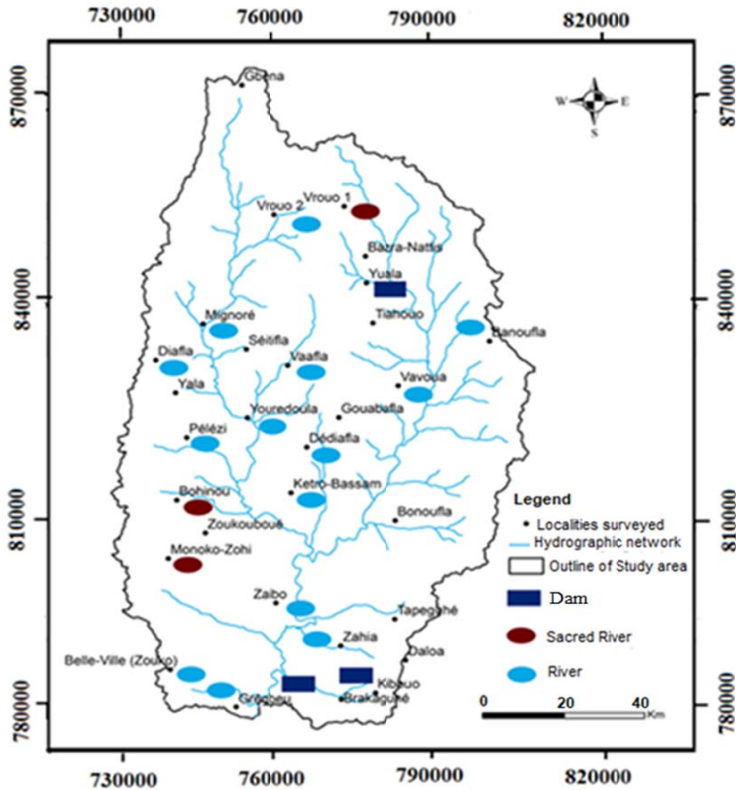 730000 760000 790000 820000
870000 870000
Gbena
W E
S
Vrouo 2 Vrouo 1
Bazra-Nattis
Yuala
840000 840000
Mignoré Tiahouo
Séitifla Banoufla
Diafla Vaafla
Yala Vavoua
Youredoula Gouabafla
Pélézi Dédiafla
Ketro-Bassam
Bohinou
Legend
810000 Bonoufla 810000
Localities surveyed
Zoukouboué
Hydrographic network
Monoko-Zohi
Outline of Study area
Zaibo Dam
Tapeguhé
Zahia Sacred River
Daloa
Belle-Ville (Zouko) River
Kibouo
Brakaguhé
780000 0 20 40 780000
Km
730000 760000 790000 820000